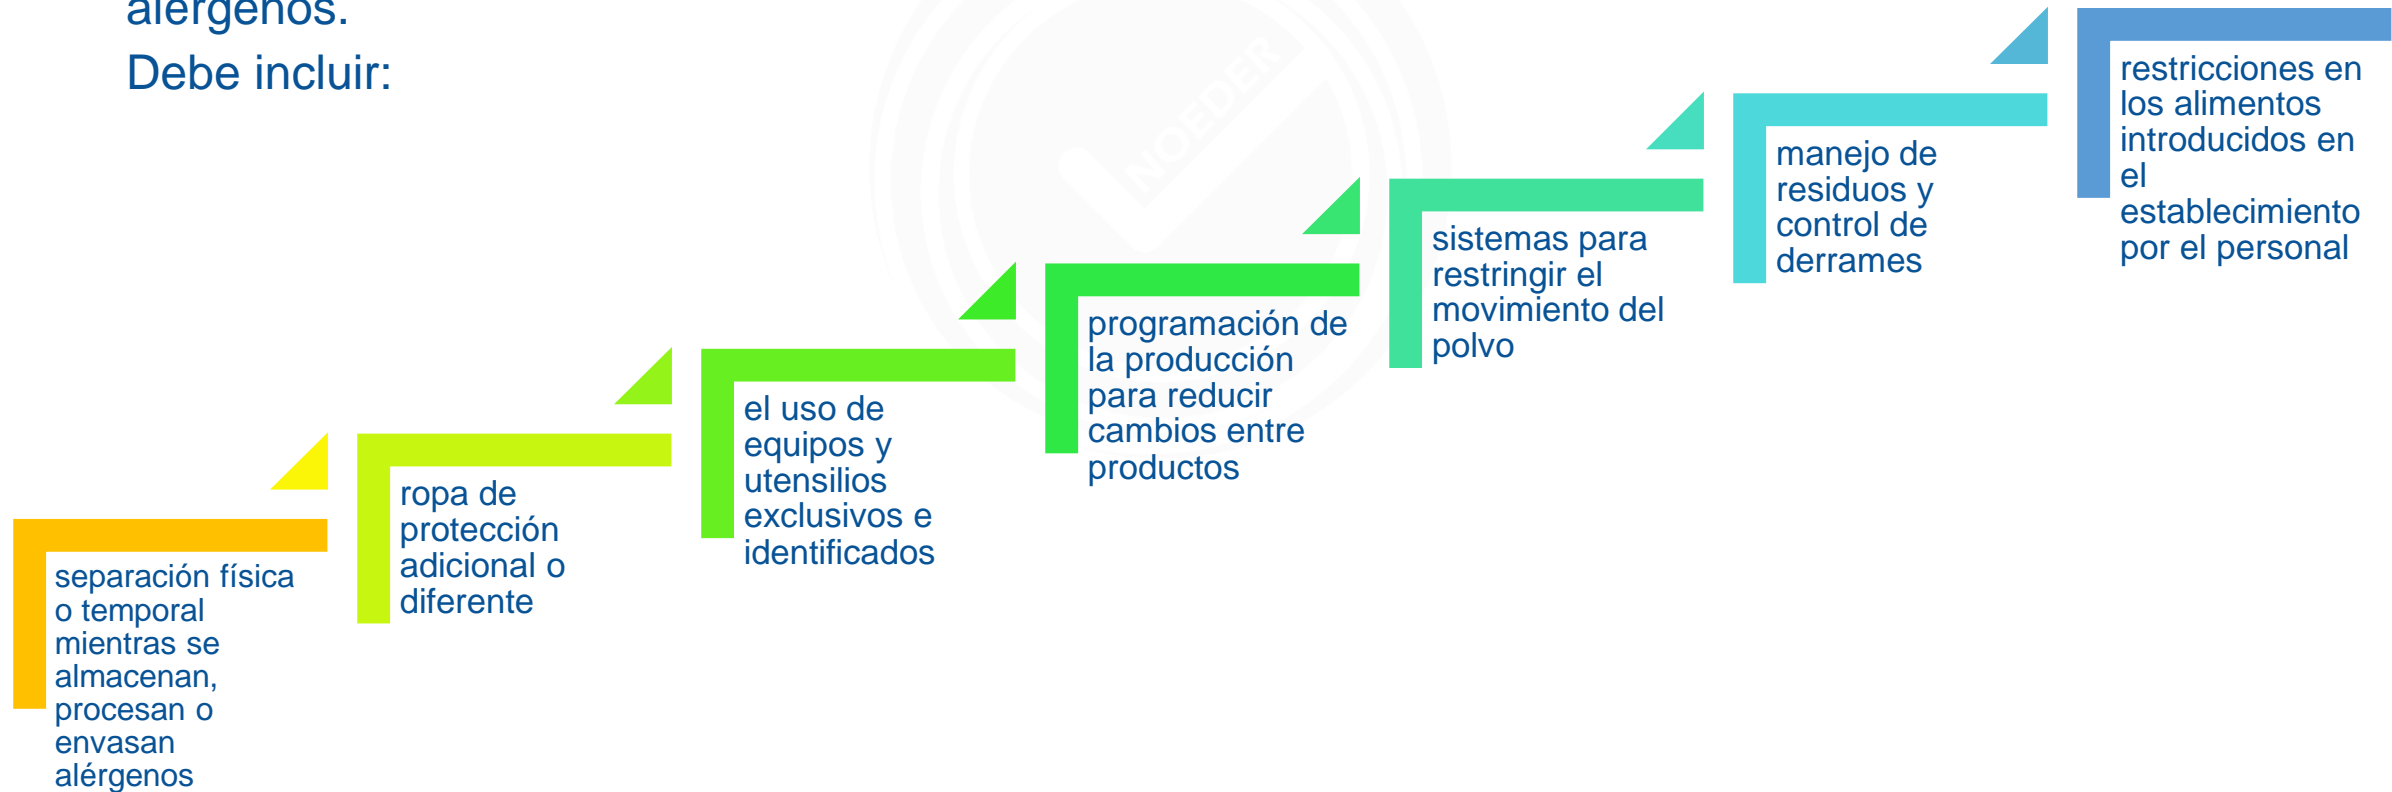 alérgenos.
Debe incluir:
NOEDER
separación física
o temporal
mientras se
almacenan,
procesan o
envasan
alérgenos
ropa de
protección
adicional o
diferente
el uso de
equipos y
utensilios
exclusivos e
identificados
programación de
la producción
para reducir
cambios entre
productos
sistemas para
restringir el
movimiento del
polvo
manejo de
residuos y
control de
derrames
restricciones en
los alimentos
introducidos en
el
establecimiento
por el personal